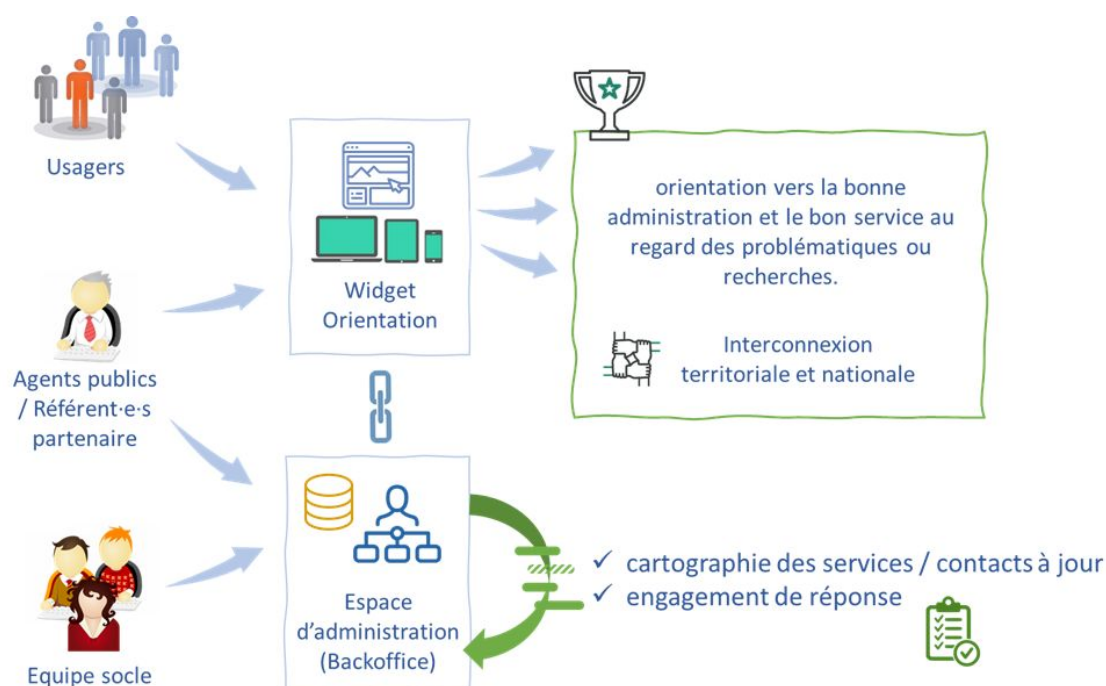 Usagers
Agents publics
/ Référent·e·s
partenaire
Equipe socle
Widget
Orientation
orientation vers la bonne
administration et le bon service au
regard des problématiques ou
recherches.
Interconnexion
territoriale et nationale
Espace
d’administration
(Backoffice)
✓ cartographie des services / contacts à jour
✓ engagement de réponse